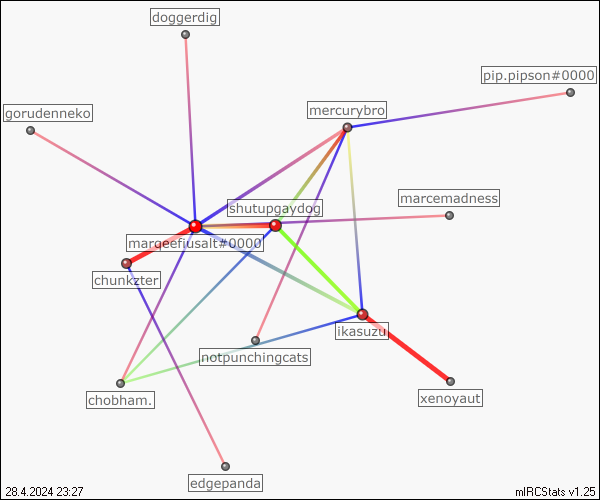 doggerdig
pip.pipson#0000
gorudenneko
mercurybro
marcemadness
shutupgaydog
marqeefiusalt#0000
chunkzter
ikasuzu
notpunchingcats
chobham.
xenoyaut
edgepanda
28.4.2024 23:27
mIRCStats v1.25